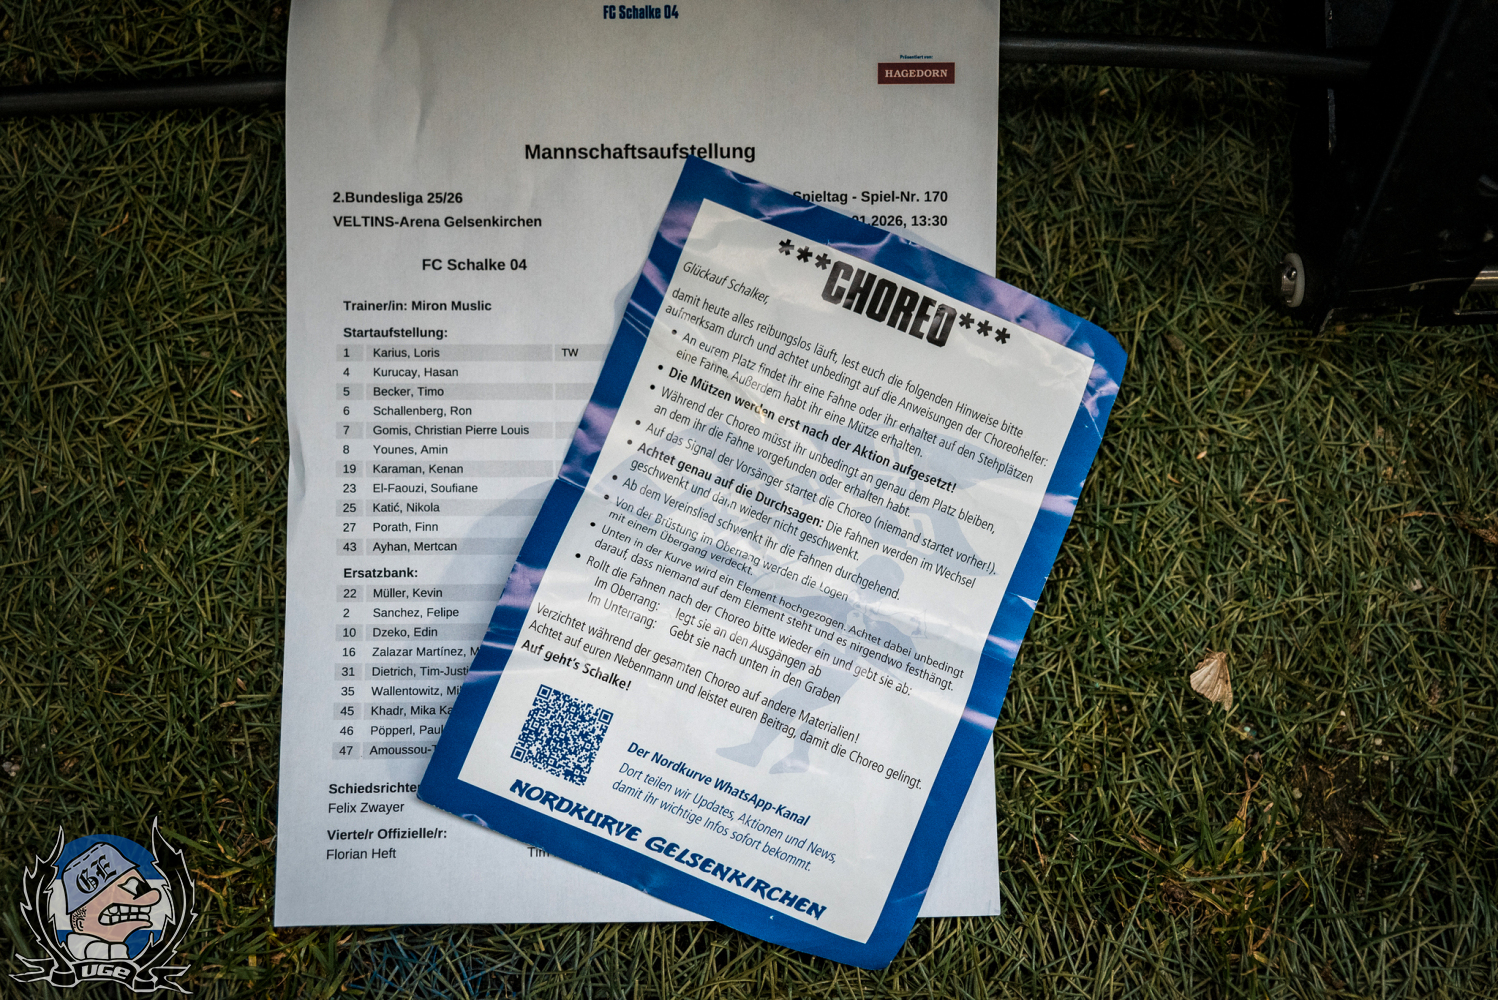 FC Schalke 04
Präsentiert von:
HAGEDORN
Mannschaftsaufstellung
2.Bundesliga 25/26
Spieltag - Spiel-Nr. 170
VELTINS-Arena Gelsenkirchen
.2026, 13:30
FC Schalke 04
Trainer/in: Miron Muslic
Startaufstellung:
1 Karius, Loris TW
4 Kurucay, Hasan
5 Becker, Timo
6 Schallenberg, Ron
7 Gomis, Christian Pierre Louis
8 Younes, Amin
19 Karaman, Kenan
23 El-Faouzi, Soufiane
25 Katić, Nikola
27 Porath, Finn
43 Ayhan, Mertcan
Ersatzbank:
22 Müller, Kevin
2 Sanchez, Felipe
10 Dzeko, Edin
16 Zalazar Martínez, M
31 Dietrich, Tim-Justi
35 Wallentowitz, Mi
45 Khadr, Mika Ka
46 Pöpperl, Paul
47 Amoussou-T
Schiedsrichter
Felix Zwayer
Vierte/r Offizielle/r:
Florian Heft
***CHOREO***
Glückauf Schalker,
damit heute alles reibungslos läuft, lest euch die folgenden Hinweise bitte
aufmerksam durch und achtet unbedingt auf die Anweisungen der Choreohelfer:
• An eurem Platz findet ihr eine Fahne oder ihr erhaltet auf den Stehplätzen
eine Fahne. Außerdem habt ihr eine Mütze erhalten.
• Die Mützen werden erst nach der Aktion aufgesetzt!
• Während der Choreo müsst ihr unbedingt an genau dem Platz bleiben,
an dem ihr die Fahne vorgefunden oder erhalten habt.
• Auf das Signal der Vorsänger startet die Choreo (niemand startet vorher!).
• Achtet genau auf die Durchsagen: Die Fahnen werden im Wechsel
geschwenkt und dann wieder nicht geschwenkt.
• Ab dem Vereinslied schwenkt ihr die Fahnen durchgehend.
• Von der Brüstung im Oberrang werden die Logen
mit einem Übergang verdeckt.
• Unten in der Kurve wird ein Element hochgezogen. Achtet dabei unbedingt
darauf, dass niemand auf dem Element steht und es nirgendwo festhängt.
• Rollt die Fahnen nach der Choreo bitte wieder ein und gebt sie ab:
Im Oberrang: legt sie an den Ausgängen ab
Im Unterrang: Gebt sie nach unten in den Graben
Verzichtet während der gesamten Choreo auf andere Materialien!
Achtet auf euren Nebenmann und leistet euren Beitrag, damit die Choreo gelingt.
Auf geht's Schalke!
Der Nordkurve WhatsApp-Kanal
Dort teilen wir Updates, Aktionen und News,
damit ihr wichtige Infos sofort bekommt.
NORDKURVE GELSENKIRCHEN
GE
UGE